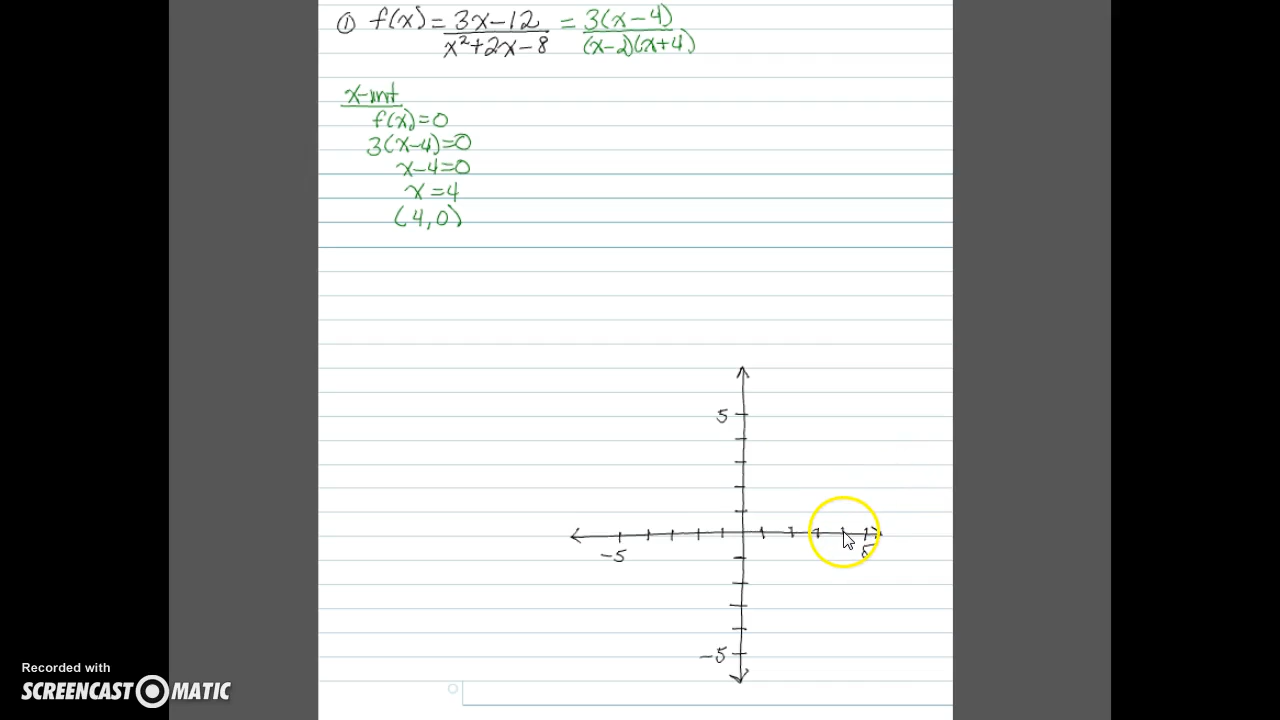 ① f(x) = 3x-12 / x²+2x-8 = 3(x-4) / (x-2)(x+4)
x-int
f(x)=0
3(x-4)=0
x-4=0
x=4
(4,0)
5
-5
5
-5
Recorded with
SCREENCAST-O-MATIC